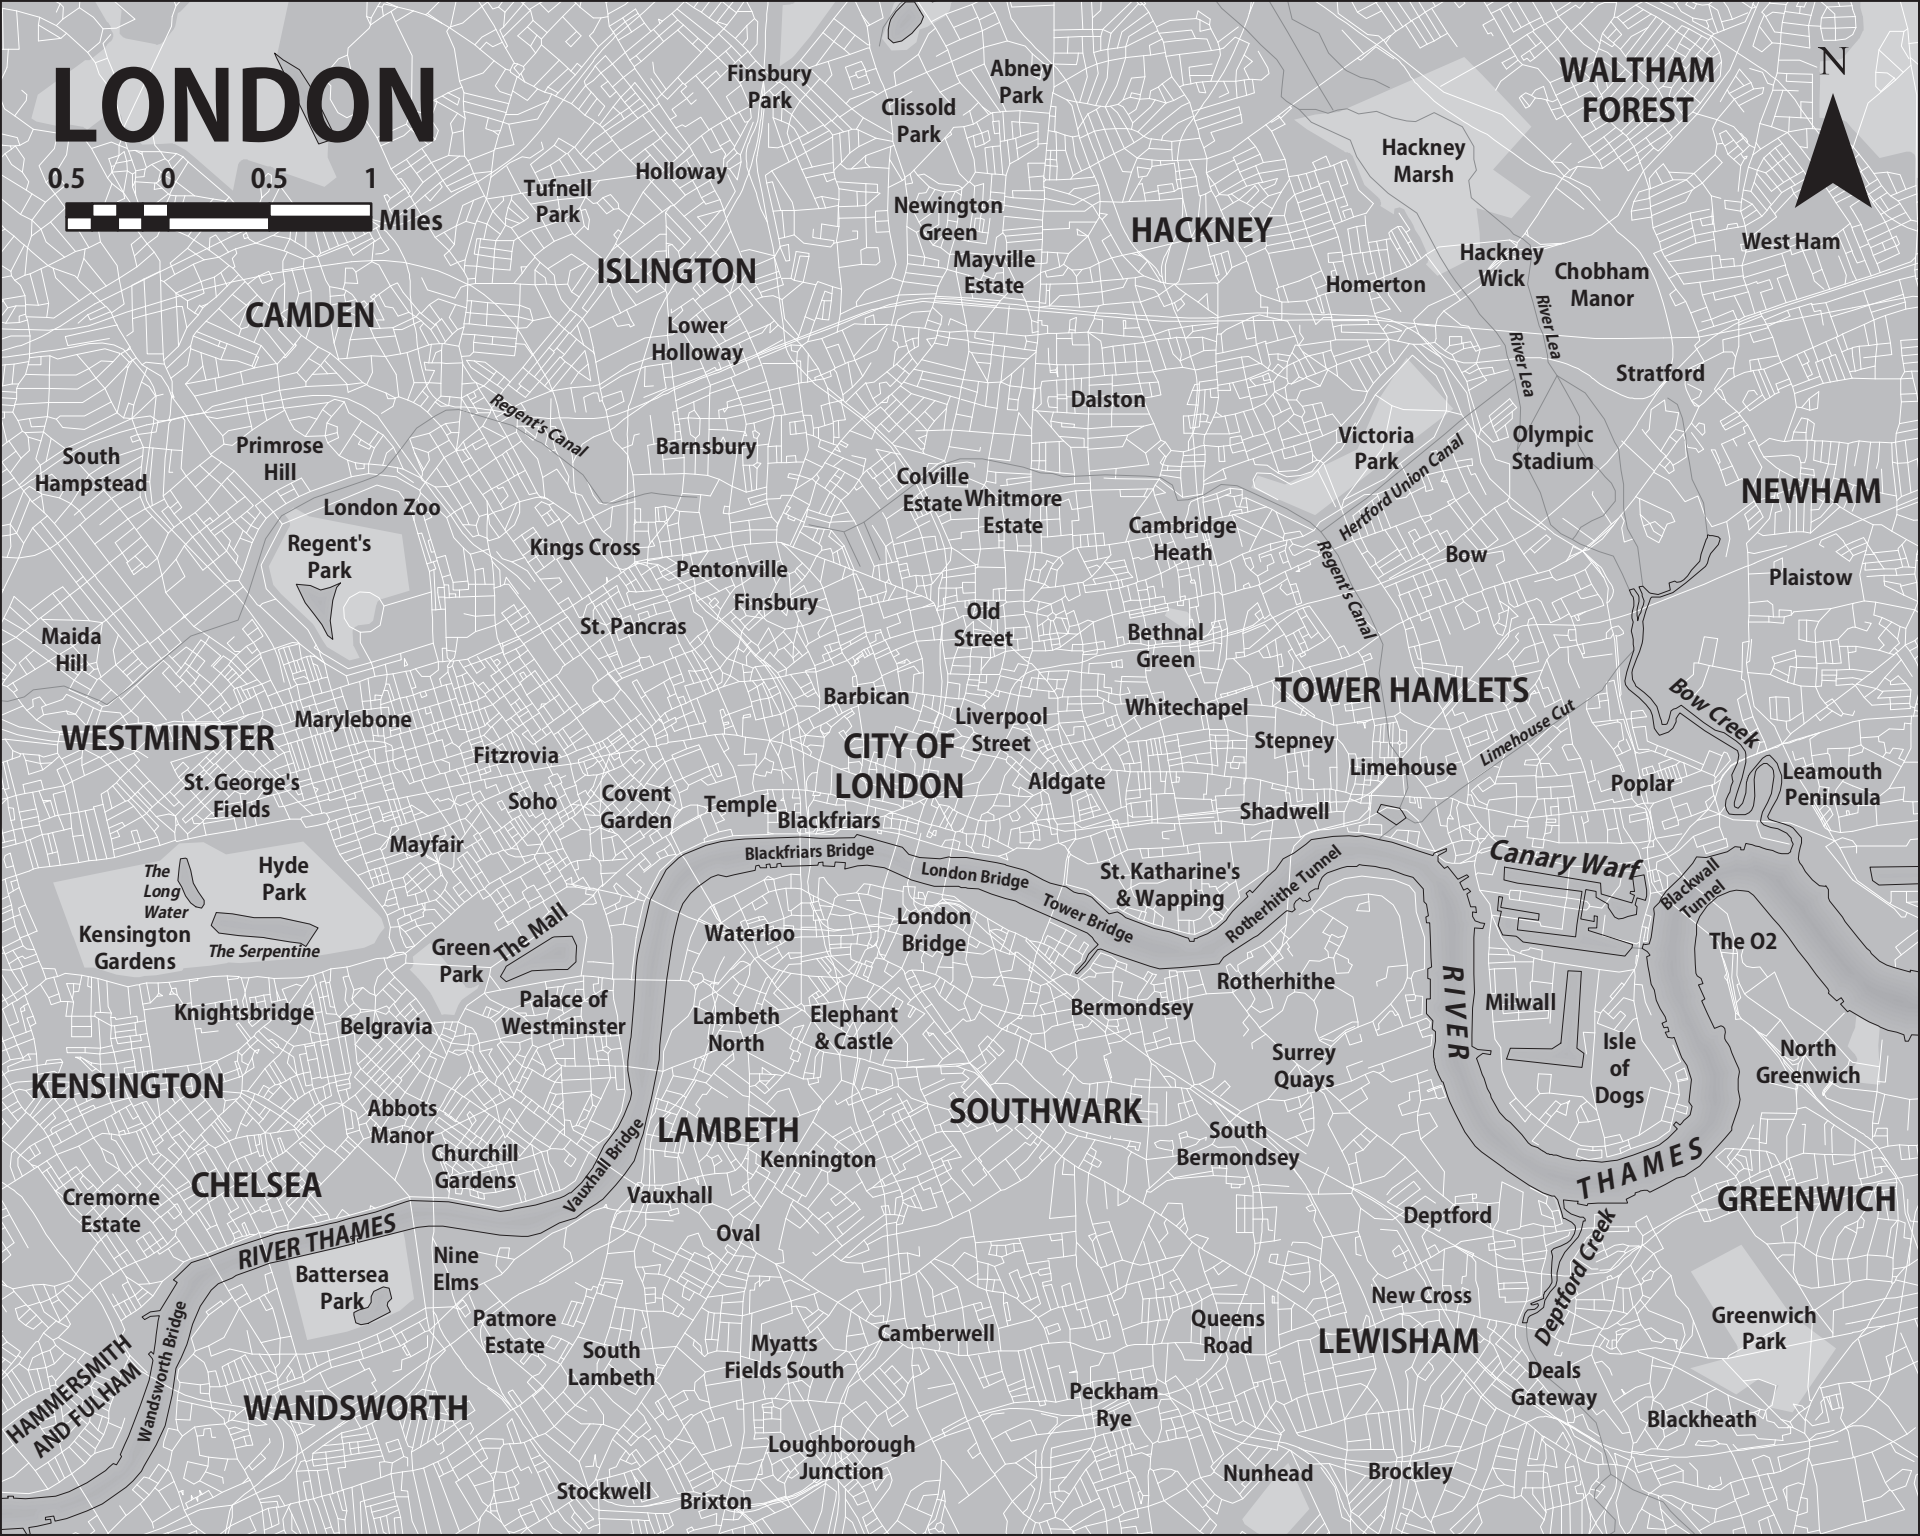 LONDON
0.5 0 0.5 1
Miles
N
WALTHAM
FOREST
Finsbury
Park
Clissold
Park
Abney
Park
Hackney
Marsh
Holloway
Tufnell
Park
Newington
Green
Mayville
Estate
HACKNEY
West Ham
Hackney
Wick
Chobham
Manor
Homerton
ISLINGTON
CAMDEN
Lower
Holloway
River Lea
River Lea
Stratford
Dalston
Regent's Canal
Barnsbury
Primrose
Hill
South
Hampstead
Victoria
Park
Hertford Union Canal
Olympic
Stadium
NEWHAM
Colville
Estate
Whitmore
Estate
London Zoo
Regent's
Park
Kings Cross
Cambridge
Heath
Bow
Regent's Canal
Pentonville
Finsbury
Plaistow
St. Pancras
Old
Street
Bethnal
Green
Maida
Hill
TOWER HAMLETS
Barbican
Whitechapel
Liverpool
Street
Bow Creek
Limehouse Cut
WESTMINSTER
Marylebone
Fitzrovia
CITY OF
LONDON
Stepney
Limehouse
Aldgate
Poplar
Leamouth
Peninsula
St. George's
Fields
Soho
Covent
Garden
Temple
Blackfriars
Shadwell
Mayfair
Blackfriars Bridge
London Bridge
Tower Bridge
St. Katharine's
& Wapping
Rotherhithe Tunnel
Canary Warf
Blackwall
Tunnel
The
Long
Water
Hyde
Park
Kensington
Gardens
The Serpentine
Green
Park
The Mall
Waterloo
London
Bridge
The O2
Rotherhithe
Bermondsey
RIVER
Milwall
Knightsbridge
Belgravia
Palace of
Westminster
Lambeth
North
Elephant
& Castle
Surrey
Quays
Isle
of
Dogs
North
Greenwich
KENSINGTON
Abbots
Manor
Churchill
Gardens
LAMBETH
Kennington
SOUTHWARK
South
Bermondsey
THAMES
CHELSEA
Cremorne
Estate
Vauxhall Bridge
Vauxhall
Oval
Deptford
GREENWICH
RIVER THAMES
Deptford Creek
Nine
Elms
Battersea
Park
Patmore
Estate
New Cross
Queens
Road
LEWISHAM
Greenwich
Park
HAMMERSMITH
AND FULHAM
Wandsworth Bridge
South
Lambeth
Myatts
Fields South
Camberwell
Peckham
Rye
Deals
Gateway
Blackheath
WANDSWORTH
Loughborough
Junction
Nunhead
Brockley
Stockwell
Brixton